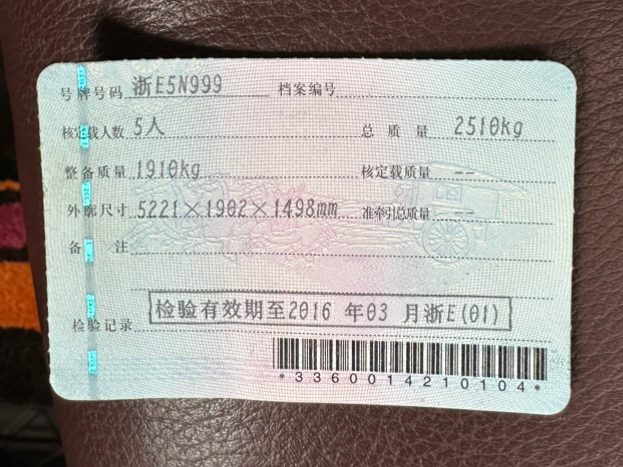 号牌号码 浙E5N999 档案编号
核定载人数 5人 总质量 2510kg
整备质量 1910kg 核定载质量 --
外廓尺寸 5221×1902×1498mm 准牵引总质量 --
备注
检验记录 检验有效期至2016年03月浙E(01)
*3360014210104*